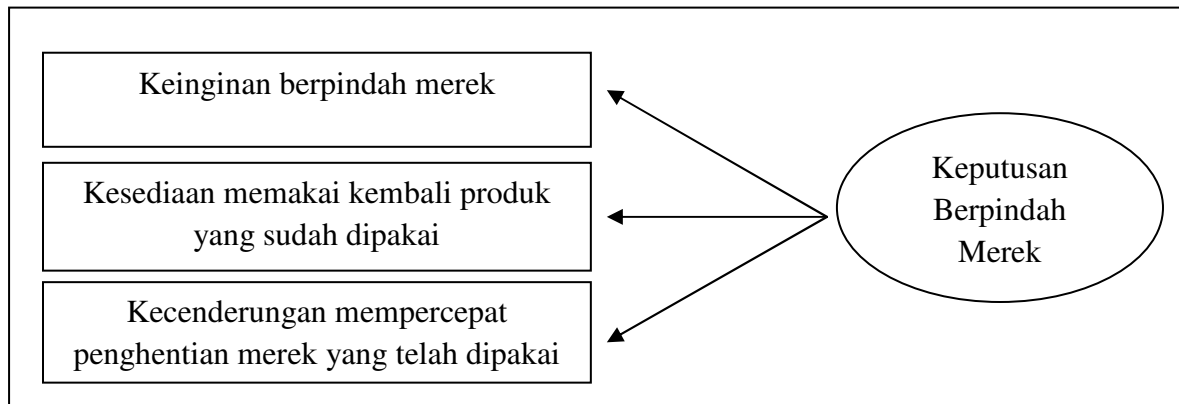 Keinginan berpindah merek
Kesediaan memakai kembali produk
yang sudah dipakai
Kecenderungan mempercepat
penghentian merek yang telah dipakai
Keputusan
Berpindah
Merek